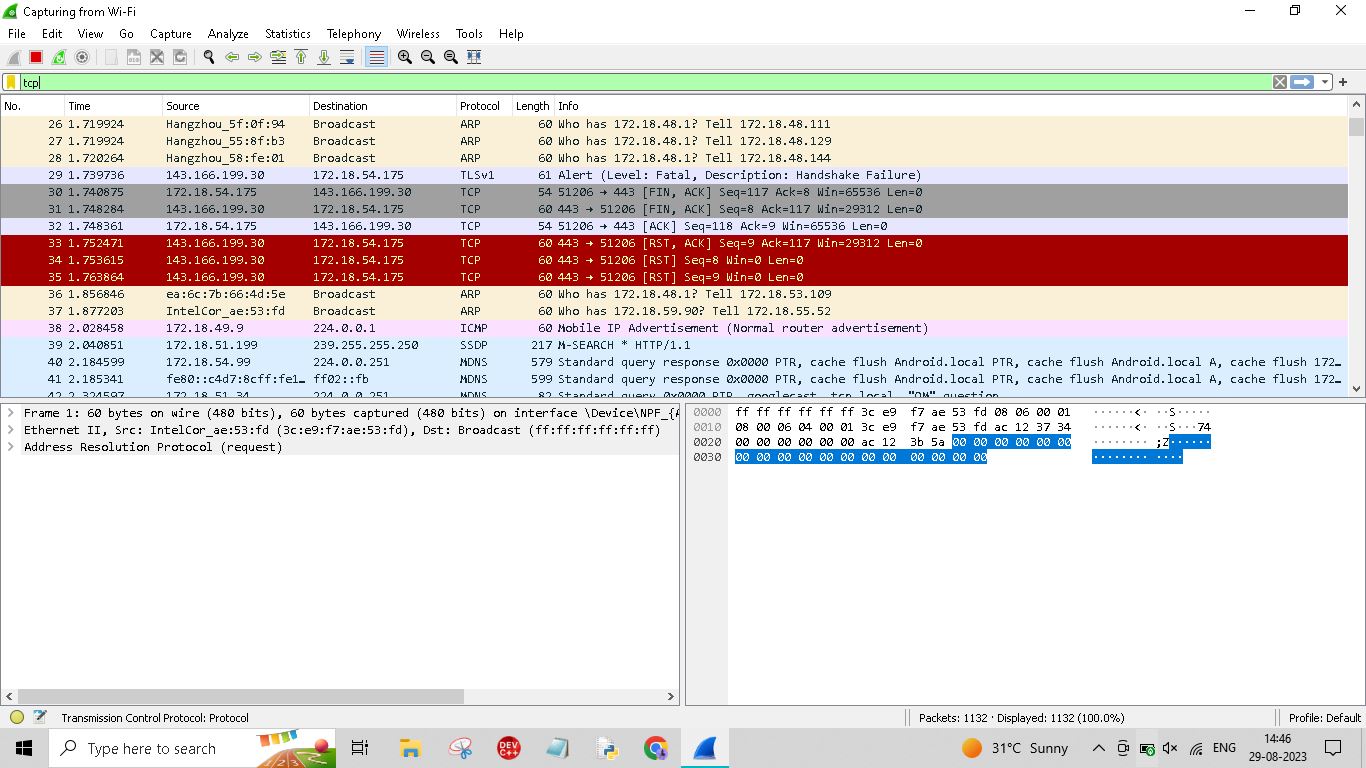 Capturing from Wi-Fi
File Edit View Go Capture Analyze Statistics Telephony Wireless Tools Help
tcp
No. Time Source Destination Protocol Length Info
26 1.719924 Hangzhou_5f:0f:94 Broadcast ARP 60 Who has 172.18.48.1? Tell 172.18.48.111
27 1.719924 Hangzhou_55:8f:b3 Broadcast ARP 60 Who has 172.18.48.1? Tell 172.18.48.129
28 1.720264 Hangzhou_58:fe:01 Broadcast ARP 60 Who has 172.18.48.1? Tell 172.18.48.144
29 1.739736 143.166.199.30 172.18.54.175 TLSv1 61 Alert (Level: Fatal, Description: Handshake Failure)
30 1.740875 172.18.54.175 143.166.199.30 TCP 54 51206 → 443 [FIN, ACK] Seq=117 Ack=8 Win=65536 Len=0
31 1.748284 143.166.199.30 172.18.54.175 TCP 60 443 → 51206 [FIN, ACK] Seq=8 Ack=117 Win=29312 Len=0
32 1.748361 172.18.54.175 143.166.199.30 TCP 54 51206 → 443 [ACK] Seq=118 Ack=9 Win=65536 Len=0
33 1.752471 143.166.199.30 172.18.54.175 TCP 60 443 → 51206 [RST, ACK] Seq=9 Ack=117 Win=29312 Len=0
34 1.753615 143.166.199.30 172.18.54.175 TCP 60 443 → 51206 [RST] Seq=8 Win=0 Len=0
35 1.763864 143.166.199.30 172.18.54.175 TCP 60 443 → 51206 [RST] Seq=9 Win=0 Len=0
36 1.856846 ea:6c:7b:66:4d:5e Broadcast ARP 60 Who has 172.18.48.1? Tell 172.18.53.109
37 1.877203 IntelCor_ae:53:fd Broadcast ARP 60 Who has 172.18.59.90? Tell 172.18.55.52
38 2.028458 172.18.49.9 224.0.0.1 ICMP 60 Mobile IP Advertisement (Normal router advertisement)
39 2.040851 172.18.51.199 239.255.255.250 SSDP 217 M-SEARCH * HTTP/1.1
40 2.184599 172.18.54.99 224.0.0.251 MDNS 579 Standard query response 0x0000 PTR, cache flush Android.local PTR, cache flush Android.local A, cache flush 172…
41 2.185341 fe80::c4d7:8cff:fe1… ff02::fb MDNS 599 Standard query response 0x0000 PTR, cache flush Android.local PTR, cache flush Android.local A, cache flush 172…
42 2.324597 172.18.51.34 224.0.0.251 MDNS 82 Standard query 0x0000 PTR _googlecast._tcp.local, "QM" question
Frame 1: 60 bytes on wire (480 bits), 60 bytes captured (480 bits) on interface \Device\NPF_{
Ethernet II, Src: IntelCor_ae:53:fd (3c:e9:f7:ae:53:fd), Dst: Broadcast (ff:ff:ff:ff:ff:ff)
Address Resolution Protocol (request)
0000 ff ff ff ff ff ff 3c e9 f7 ae 53 fd 08 06 00 01 ······<· ··S·····
0010 08 00 06 04 00 01 3c e9 f7 ae 53 fd ac 12 37 34 ······<· ··S···74
0020 00 00 00 00 00 00 ac 12 3b 5a 00 00 00 00 00 00 ········ ;Z······
0030 00 00 00 00 00 00 00 00 00 00 00 00 ········ ····
Transmission Control Protocol: Protocol
Packets: 1132 · Displayed: 1132 (100.0%)
Profile: Default
Type here to search
DEV C++
31°C Sunny
ENG
14:46
29-08-2023